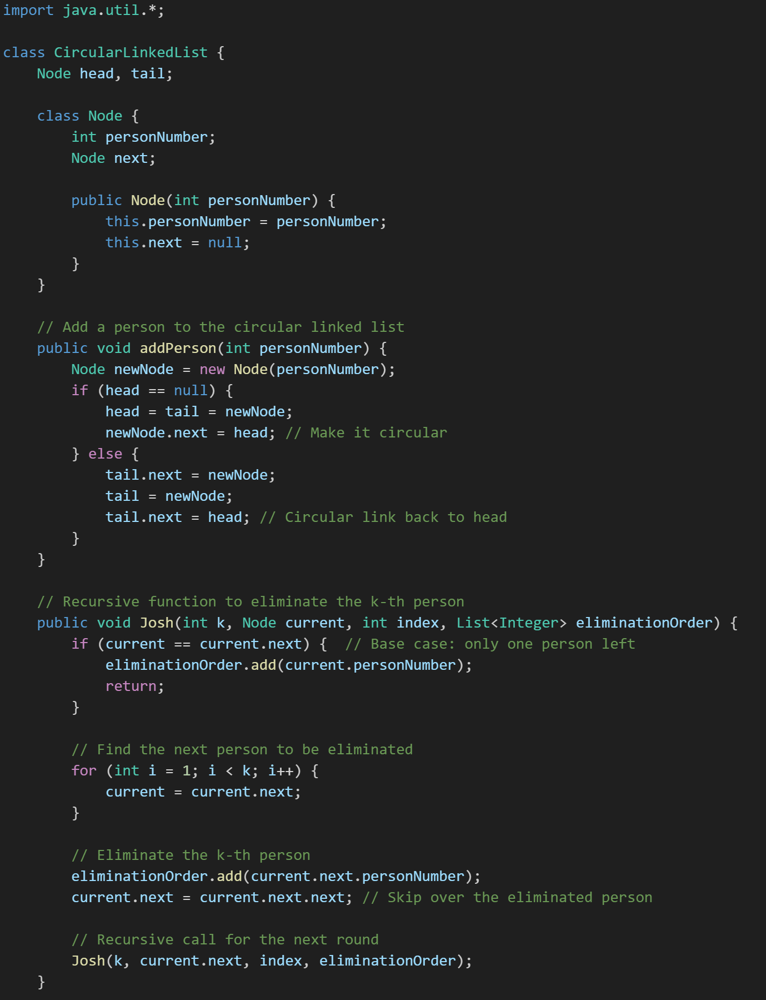 import java.util.*;

class CircularLinkedList {
    Node head, tail;

    class Node {
        int personNumber;
        Node next;

        public Node(int personNumber) {
            this.personNumber = personNumber;
            this.next = null;
        }
    }

    // Add a person to the circular linked list
    public void addPerson(int personNumber) {
        Node newNode = new Node(personNumber);
        if (head == null) {
            head = tail = newNode;
            newNode.next = head; // Make it circular
        } else {
            tail.next = newNode;
            tail = newNode;
            tail.next = head; // Circular link back to head
        }
    }

    // Recursive function to eliminate the k-th person
    public void Josh(int k, Node current, int index, List<Integer> eliminationOrder) {
        if (current == current.next) {  // Base case: only one person left
            eliminationOrder.add(current.personNumber);
            return;
        }

        // Find the next person to be eliminated
        for (int i = 1; i < k; i++) {
            current = current.next;
        }

        // Eliminate the k-th person
        eliminationOrder.add(current.next.personNumber);
        current.next = current.next.next; // Skip over the eliminated person

        // Recursive call for the next round
        Josh(k, current.next, index, eliminationOrder);
    }